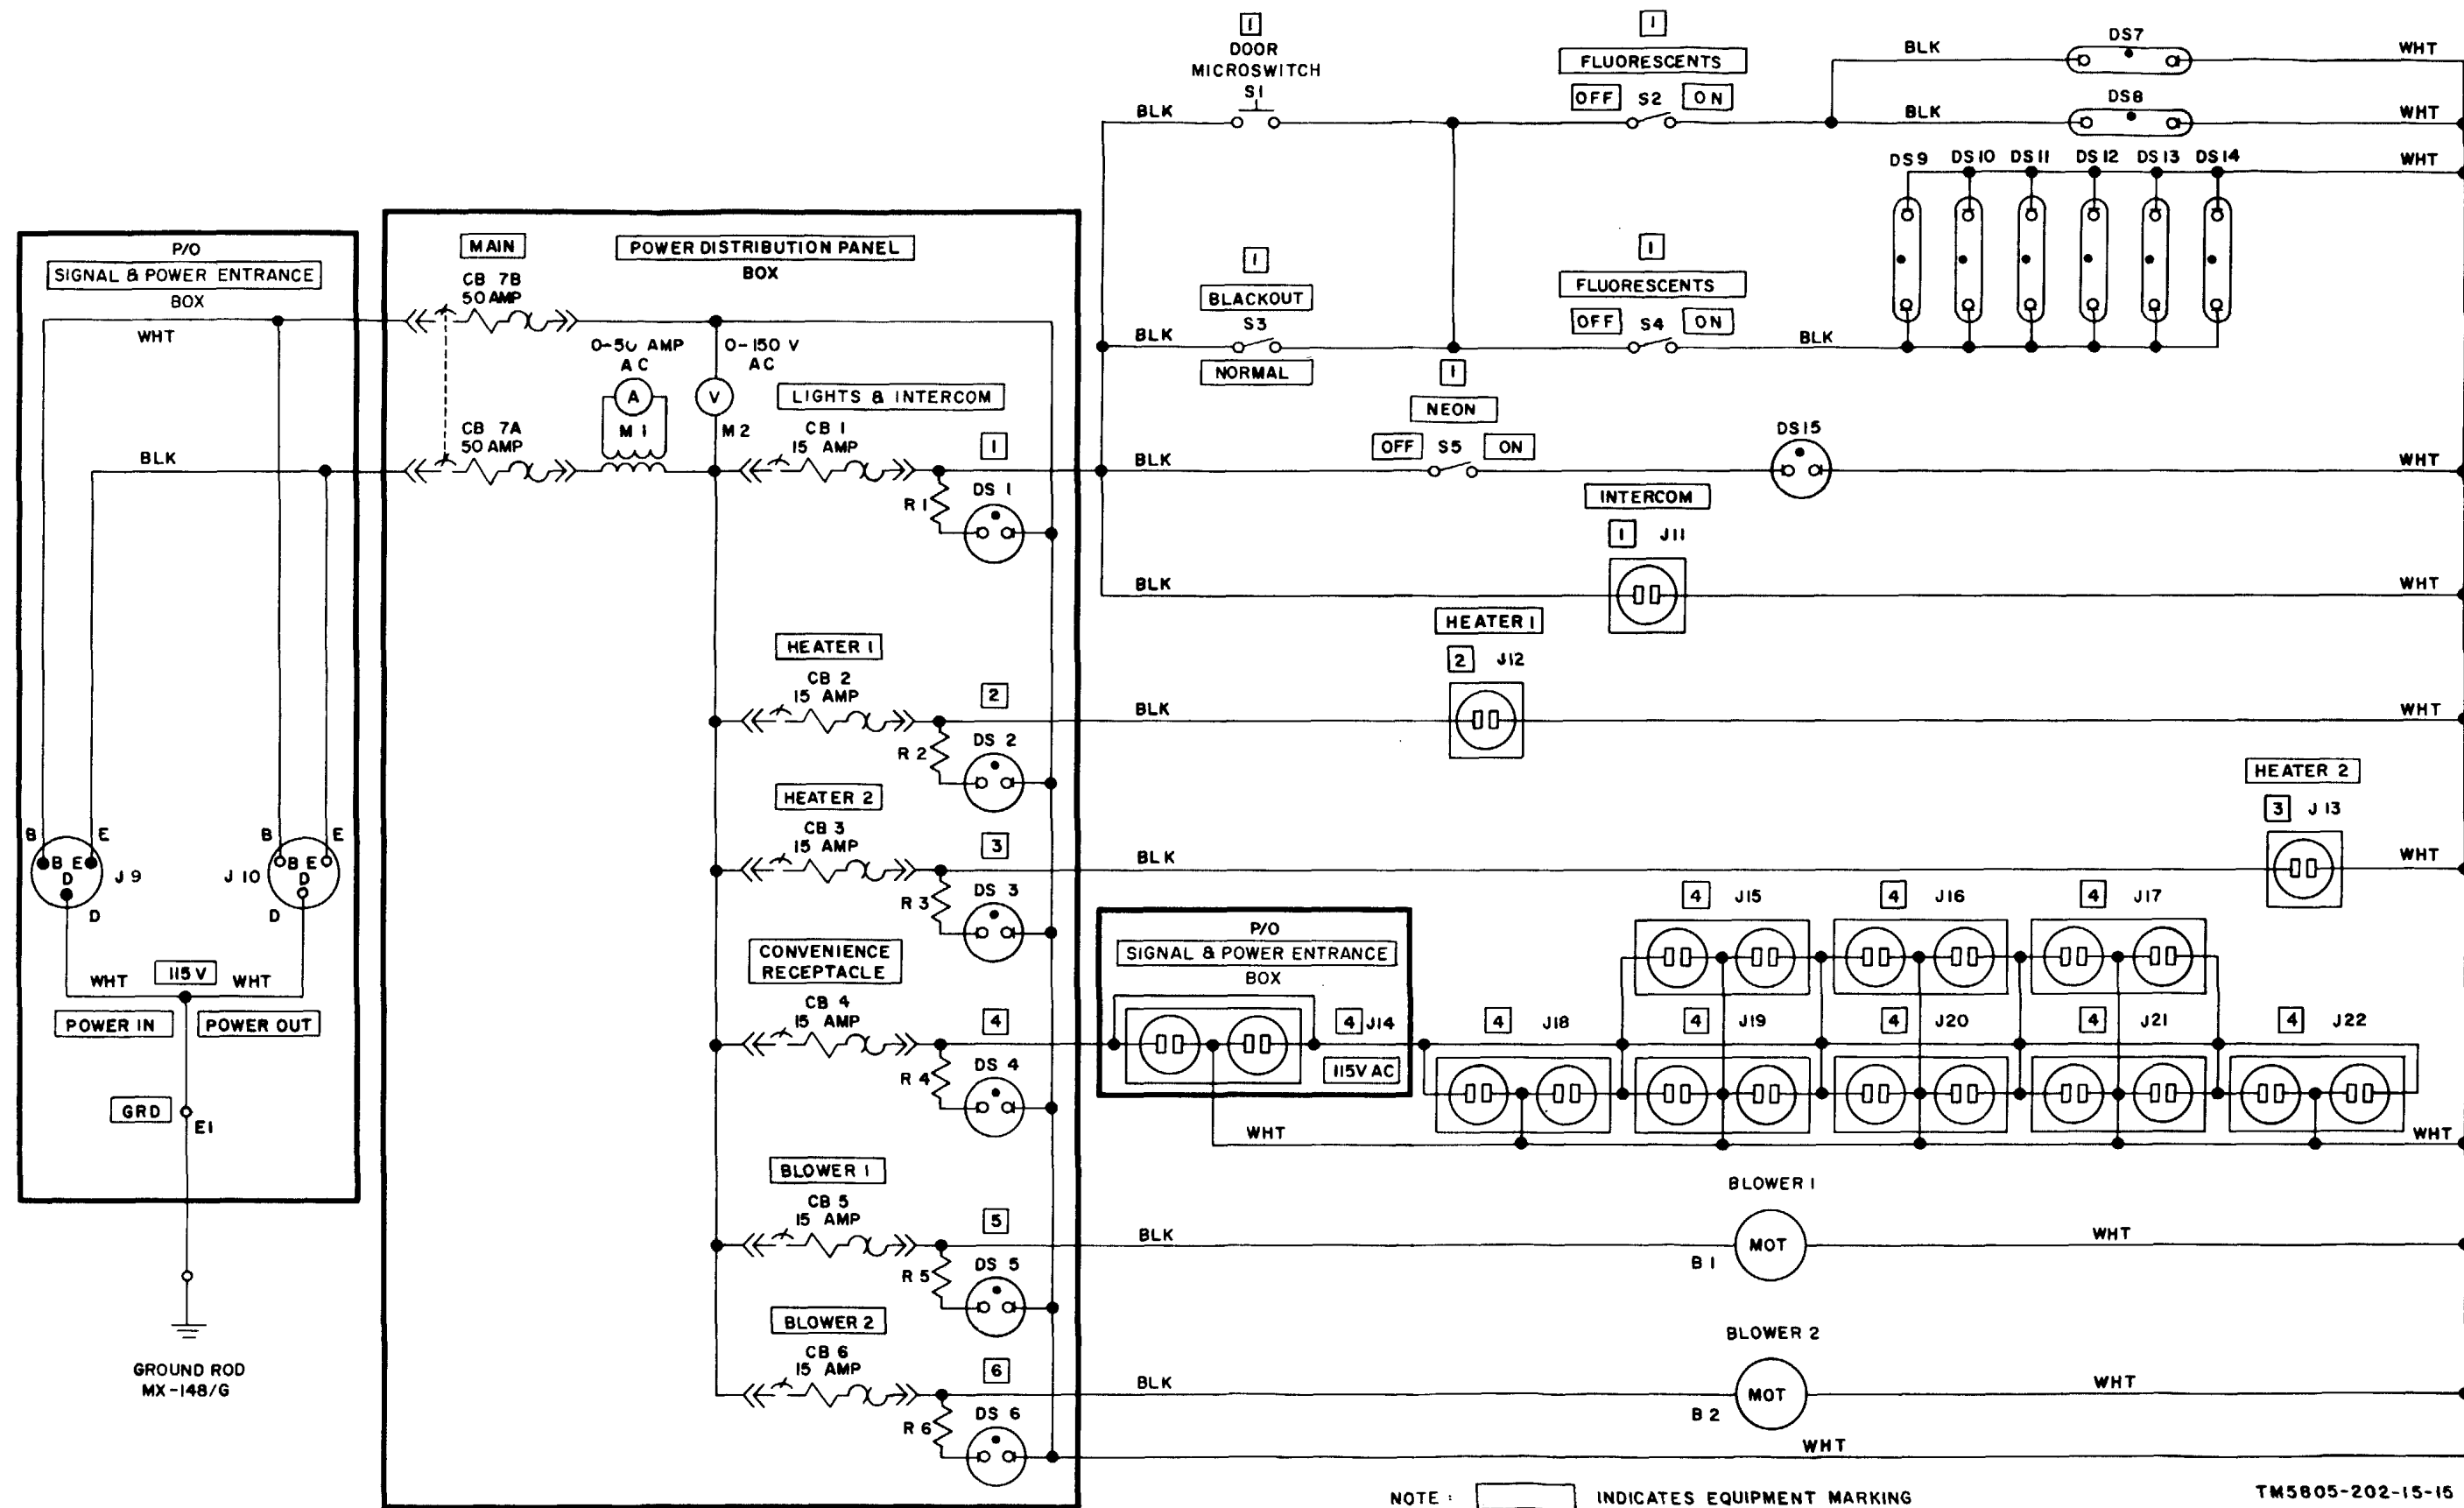 P/O
SIGNAL & POWER ENTRANCE
BOX
WHT
BLK
B
E
B E
D
J 9
D
B
E
B E
D
J 10
D
WHT
115 V
WHT
POWER IN
POWER OUT
GRD
E1
GROUND ROD
MX-148/G
MAIN
CB 7B
50 AMP
POWER DISTRIBUTION PANEL
BOX
0-50 AMP
AC
A
M 1
0-150 V
AC
V
M 2
CB 7A
50 AMP
LIGHTS & INTERCOM
CB 1
15 AMP
1
R 1
DS 1
HEATER 1
CB 2
15 AMP
2
R 2
DS 2
HEATER 2
CB 3
15 AMP
3
R 3
DS 3
CONVENIENCE
RECEPTACLE
CB 4
15 AMP
4
R 4
DS 4
BLOWER 1
CB 5
15 AMP
5
R 5
DS 5
BLOWER 2
CB 6
15 AMP
6
R 6
DS 6
1
DOOR
MICROSWITCH
S1
BLK
1
FLUORESCENTS
OFF S2 ON
BLK
DS7
WHT
BLK
DS8
WHT
DS9 DS10 DS11 DS12 DS13 DS14
WHT
1
BLACKOUT
S3
BLK
NORMAL
1
FLUORESCENTS
OFF S4 ON
BLK
1
NEON
OFF S5 ON
BLK
DS15
WHT
INTERCOM
1 J11
BLK
WHT
HEATER 1
2 J12
BLK
WHT
HEATER 2
3 J 13
BLK
WHT
P/O
SIGNAL & POWER ENTRANCE
BOX
4 J14
115V AC
4 J15
4 J16
4 J17
4 J18
4 J19
4 J20
4 J21
4 J22
WHT
WHT
BLOWER 1
BLK
MOT
B 1
WHT
BLOWER 2
BLK
MOT
B 2
WHT
WHT
NOTE :
INDICATES EQUIPMENT MARKING
TM5805-202-15-15